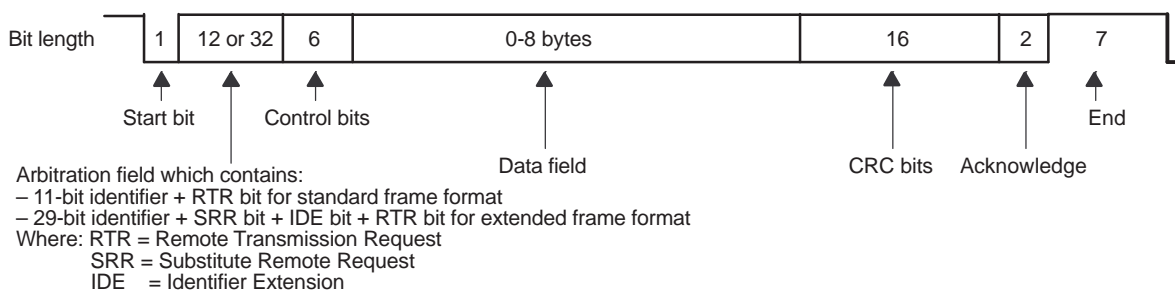 Bit length 1 12 or 32 6 0-8 bytes 16 2 7
Start bit Control bits End
Data field CRC bits Acknowledge
Arbitration field which contains:
– 11-bit identifier + RTR bit for standard frame format
– 29-bit identifier + SRR bit + IDE bit + RTR bit for extended frame format
Where: RTR = Remote Transmission Request
SRR = Substitute Remote Request
IDE = Identifier Extension